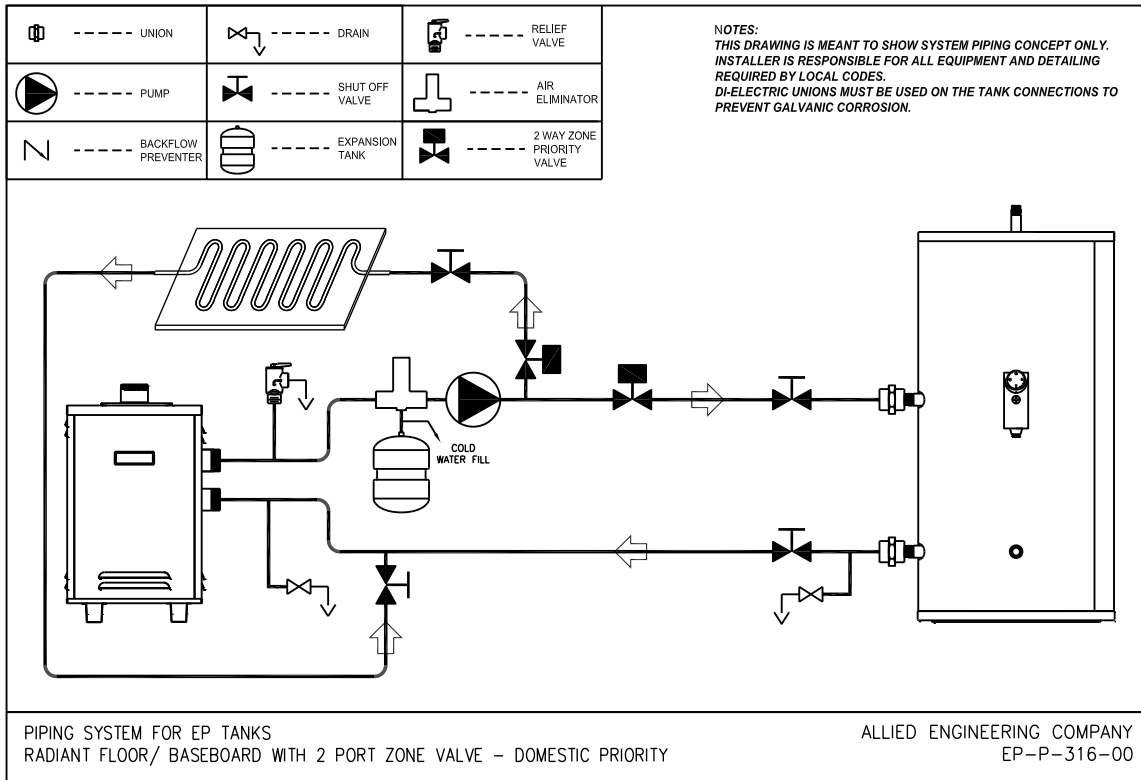 ------ UNION
------ DRAIN
------ RELIEF
VALVE
------ PUMP
------ SHUT OFF
VALVE
------ AIR
ELIMINATOR
------ BACKFLOW
PREVENTER
------ EXPANSION
TANK
------ 2 WAY ZONE
PRIORITY
VALVE
NOTES:
THIS DRAWING IS MEANT TO SHOW SYSTEM PIPING CONCEPT ONLY.
INSTALLER IS RESPONSIBLE FOR ALL EQUIPMENT AND DETAILING
REQUIRED BY LOCAL CODES.
DI-ELECTRIC UNIONS MUST BE USED ON THE TANK CONNECTIONS TO
PREVENT GALVANIC CORROSION.
COLD
WATER FILL
PIPING SYSTEM FOR EP TANKS
RADIANT FLOOR/ BASEBOARD WITH 2 PORT ZONE VALVE - DOMESTIC PRIORITY
ALLIED ENGINEERING COMPANY
EP-P-316-00